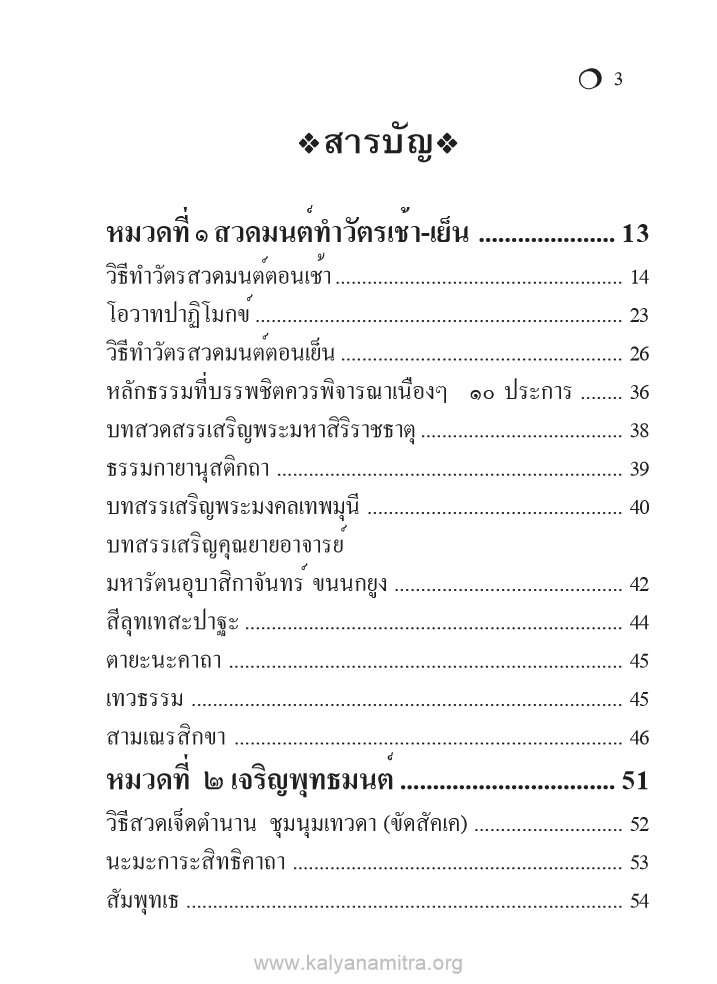 3
❖สารบัญ❖
หมวดที่ ๑ สวดมนต์ทำวัตรเช้า-เย็น ..................... 13
วิธีทำวัตรสวดมนต์ตอนเช้า ........................................................ 14
โอวาทปาฏิโมกข์ ........................................................ 23
วิธีทำวัตรสวดมนต์ตอนเย็น ........................................................ 26
หลักธรรมที่บรรพชิตควรพิจารณาเนืองๆ ๑๐ ประการ ........ 36
บทสวดสรรเสริญพระมหาสิริราชธาตุ ........................................ 38
ธรรมกายานุสติกถา ........................................................ 39
บทสรรเสริญพระมงคลเทพมุนี ........................................ 40
บทสรรเสริญคุณยายอาจารย์
มหารัตนอุบาสิกาจันทร์ ขนนกยูง ........................................ 42
สีลุทเทสะปาฐะ ........................................................ 44
ตายะนะคาถา ........................................................ 45
เทวธรรม ........................................................ 45
สามเณรสิกขา ........................................................ 46
หมวดที่ ๒ เจริญพุทธมนต์ ................................. 51
วิธีสวดเจ็ดตำนาน ชุมนุมเทวดา (ขัดสัคเค) ............................ 52
นะมะการะสิทธิคาถา ........................................................ 53
สัมพุทเธ ........................................................ 54
www.kalyanamitra.org